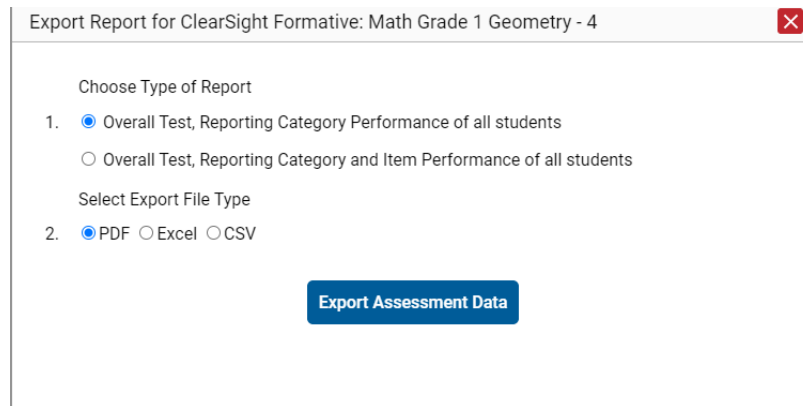 Export Report for ClearSight Formative: Math Grade 1 Geometry - 4
Choose Type of Report
1. Overall Test, Reporting Category Performance of all students
Overall Test, Reporting Category and Item Performance of all students
Select Export File Type
2. PDF Excel CSV
Export Assessment Data